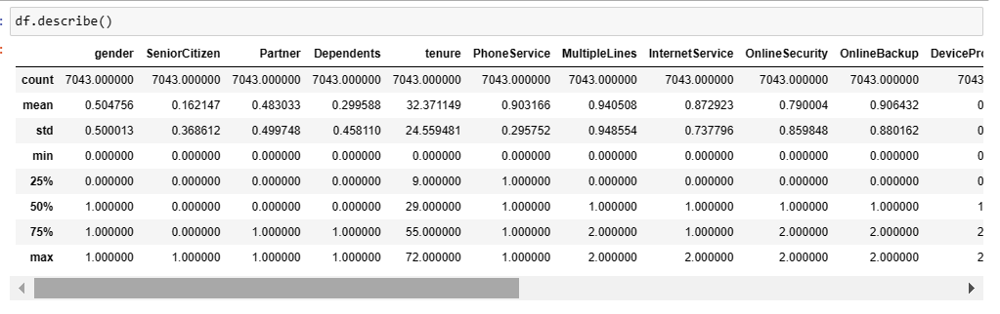 df.describe()
gender SeniorCitizen Partner Dependents tenure PhoneService MultipleLines InternetService OnlineSecurity OnlineBackup DevicePro
count 7043.000000 7043.000000 7043.000000 7043.000000 7043.000000 7043.000000 7043.000000 7043.000000 7043.000000 7043.000000 7043
mean 0.504756 0.162147 0.483033 0.299588 32.371149 0.903166 0.940508 0.872923 0.790004 0.906432 0
std 0.500013 0.368612 0.499748 0.458110 24.559481 0.295752 0.948554 0.737796 0.859848 0.880162 0
min 0.000000 0.000000 0.000000 0.000000 0.000000 0.000000 0.000000 0.000000 0.000000 0.000000 0
25% 0.000000 0.000000 0.000000 0.000000 9.000000 1.000000 0.000000 0.000000 0.000000 0.000000 0
50% 1.000000 0.000000 0.000000 0.000000 29.000000 1.000000 1.000000 1.000000 1.000000 1.000000 1
75% 1.000000 0.000000 1.000000 1.000000 55.000000 1.000000 2.000000 1.000000 2.000000 2.000000 2
max 1.000000 1.000000 1.000000 1.000000 72.000000 1.000000 2.000000 2.000000 2.000000 2.000000 2